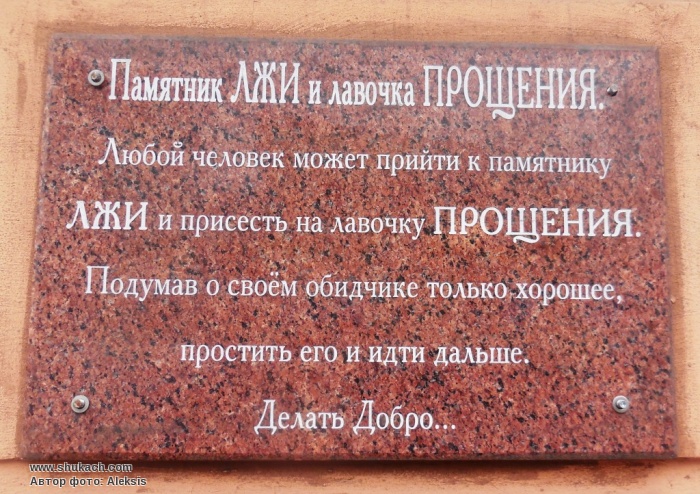 Памятник ЛЖИ и лавочка ПРОЩЕНИЯ.
Любой человек может прийти к памятнику
ЛЖИ и присесть на лавочку ПРОЩЕНИЯ.
Подумав о своём обидчике только хорошее,
простить его и идти дальше.
Делать Добро...
www.shukach.com
Автор фото: Aleksis